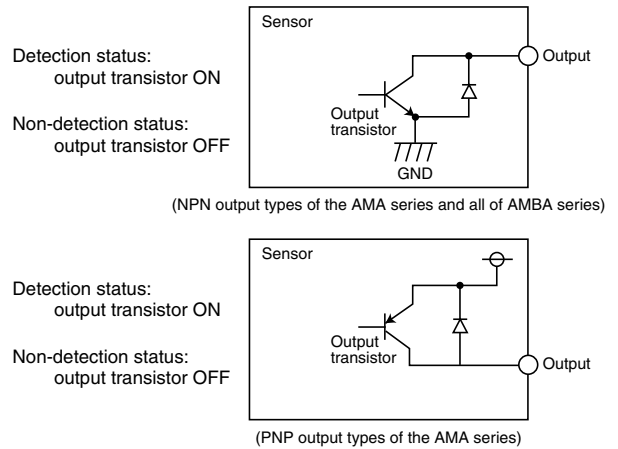 Sensor
Detection status:
output transistor ON
Non-detection status:
output transistor OFF
Output
Output
transistor
GND
(NPN output types of the AMA series and all of AMBA series)
Sensor
Detection status:
output transistor ON
Non-detection status:
output transistor OFF
Output
transistor
Output
(PNP output types of the AMA series)